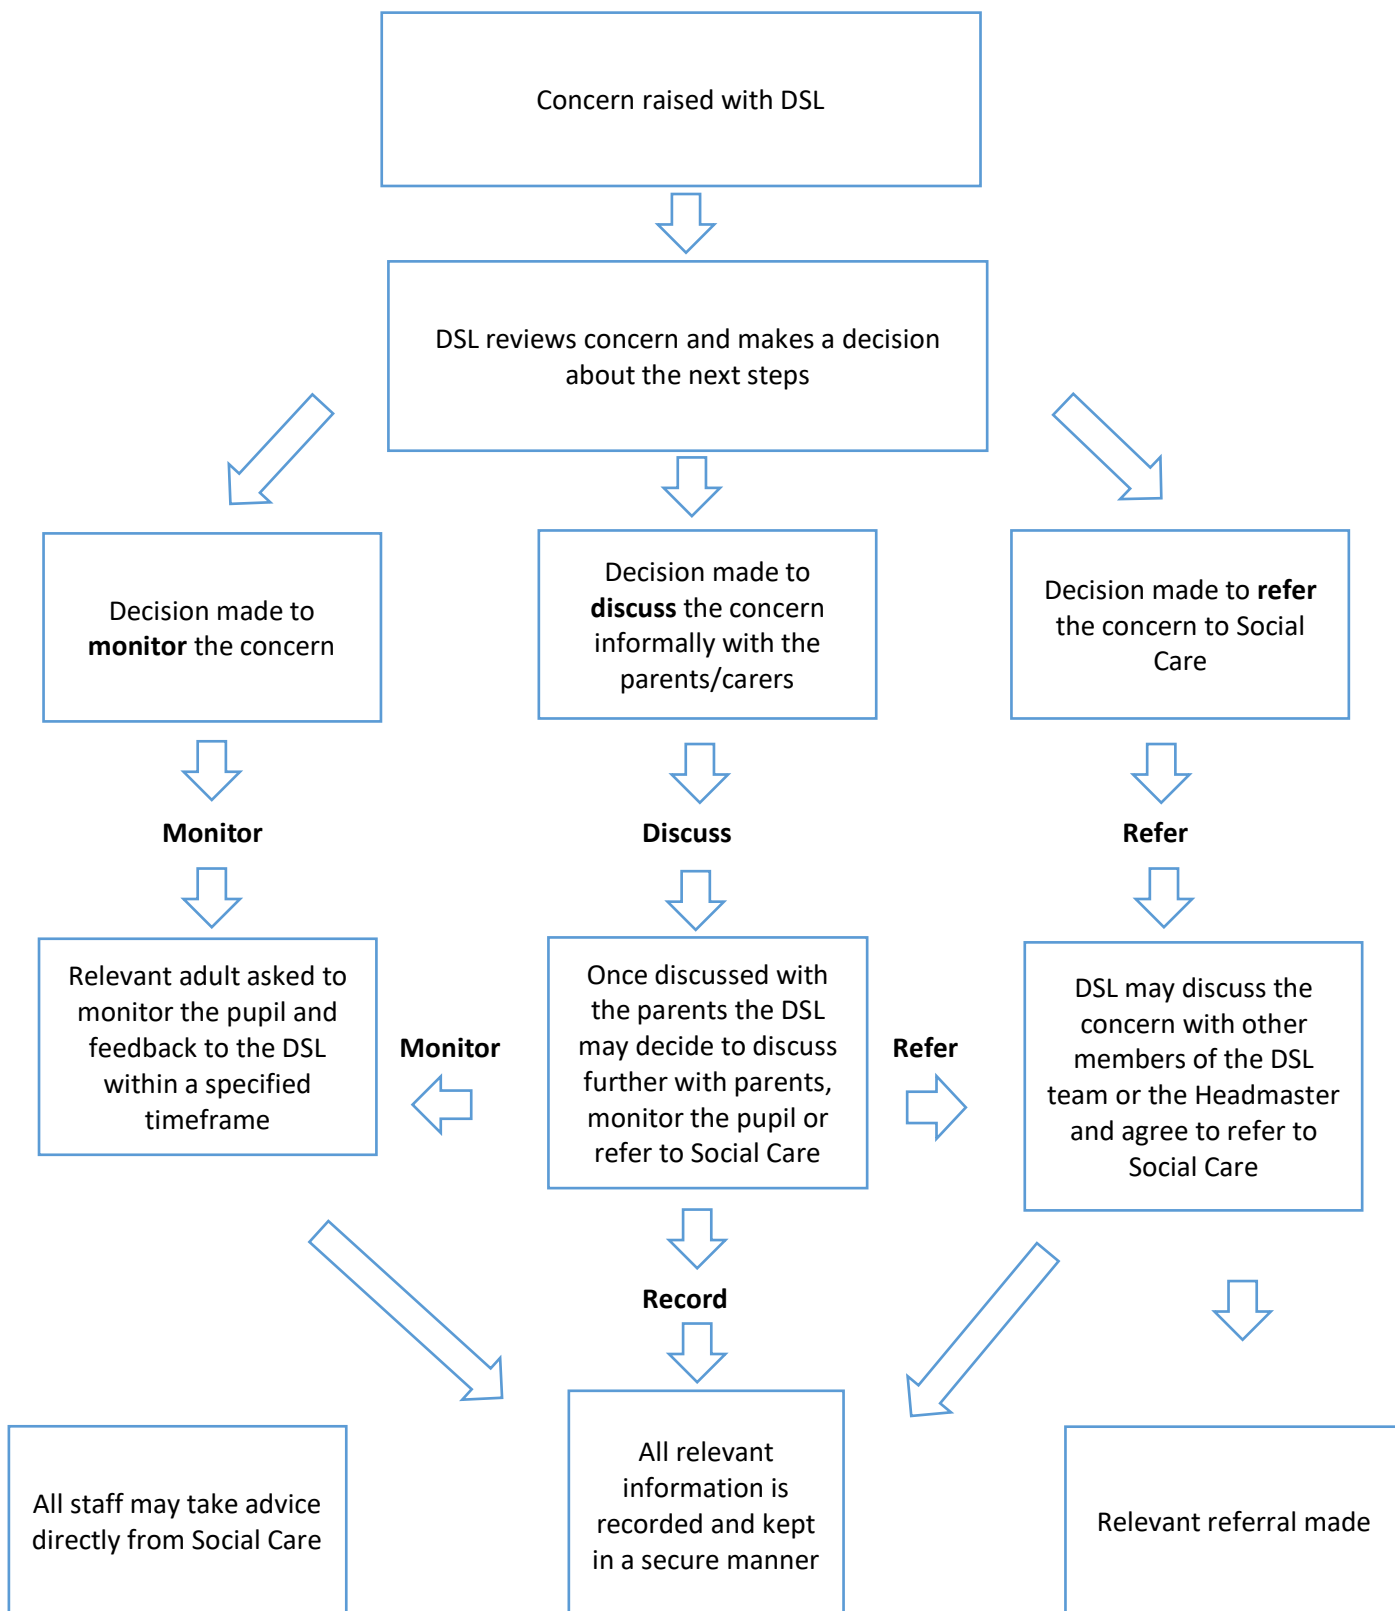 Concern raised with DSL
DSL reviews concern and makes a decision
about the next steps
Decision made to
monitor the concern
Decision made to
discuss the concern
informally with the
parents/carers
Decision made to refer
the concern to Social
Care
Monitor
Discuss
Refer
Relevant adult asked to
monitor the pupil and
feedback to the DSL
within a specified
timeframe
Monitor
Once discussed with
the parents the DSL
may decide to discuss
further with parents,
monitor the pupil or
refer to Social Care
Refer
DSL may discuss the
concern with other
members of the DSL
team or the Headmaster
and agree to refer to
Social Care
Record
All staff may take advice
directly from Social Care
All relevant
information is
recorded and kept
in a secure manner
Relevant referral made